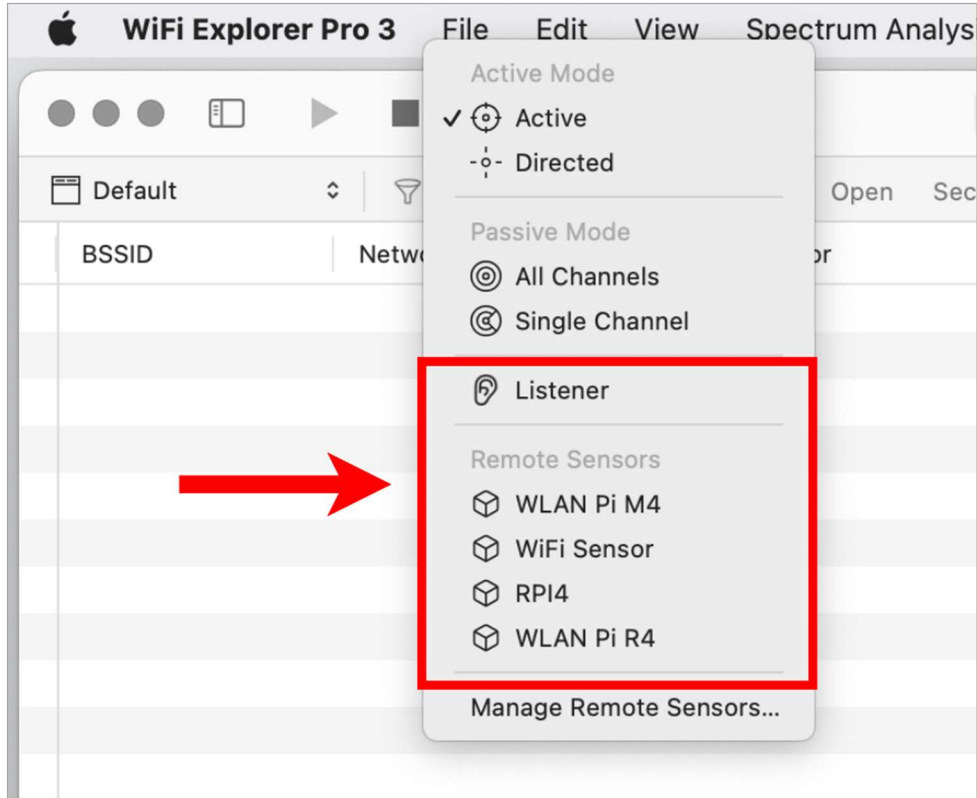 WiFi Explorer Pro 3 File Edit View Spectrum Analys
Active Mode
Active
Directed
Default
Open Sec
Passive Mode
BSSID Netwo or
All Channels
Single Channel
Listener
Remote Sensors
WLAN Pi M4
WiFi Sensor
RPI4
WLAN Pi R4
Manage Remote Sensors...